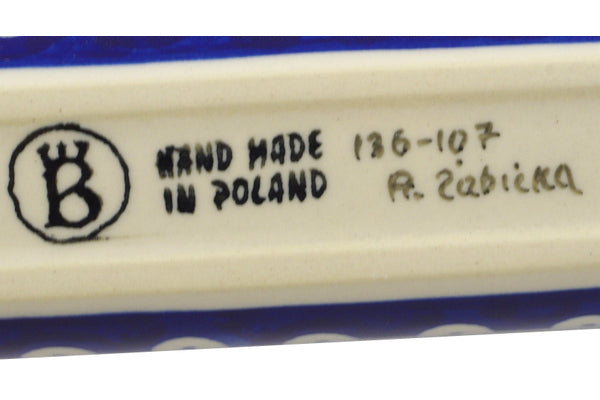 B
HAND MADE
IN POLAND
136-107
A. Żabicka